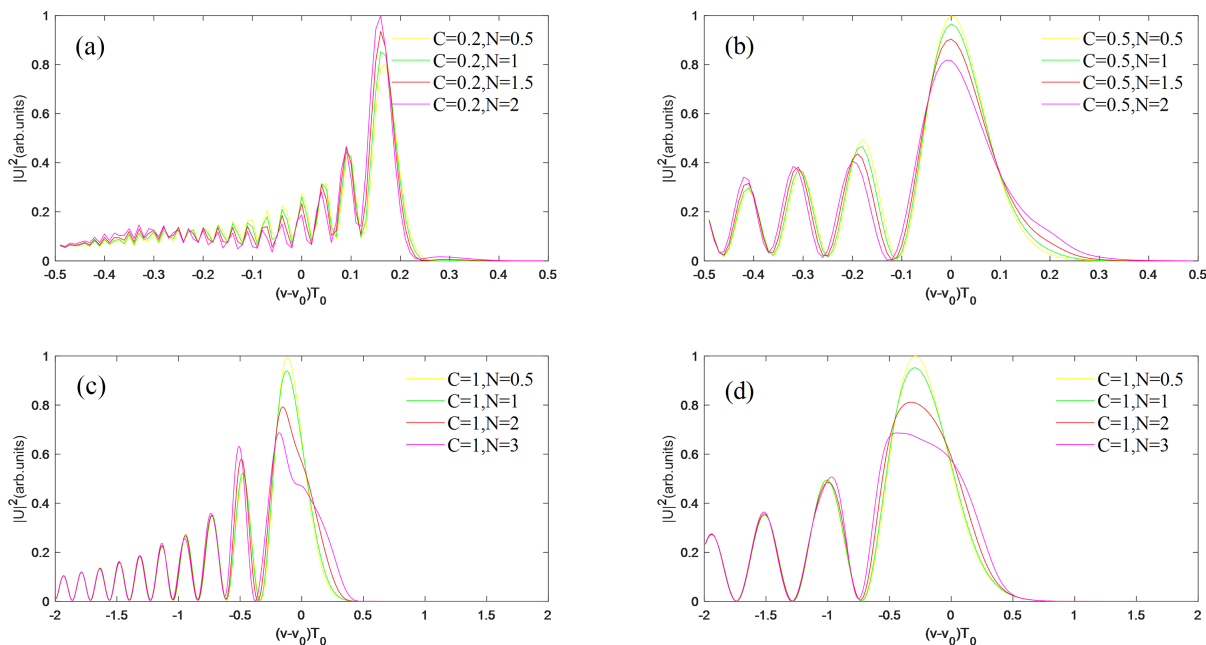 (a)
C=0.2,N=0.5
C=0.2,N=1
C=0.2,N=1.5
C=0.2,N=2
|U|²(arb.units)
1
0.8
0.6
0.4
0.2
0
-0.5 -0.4 -0.3 -0.2 -0.1 0 0.1 0.2 0.3 0.4 0.5
(ν-ν₀)T₀
(b)
C=0.5,N=0.5
C=0.5,N=1
C=0.5,N=1.5
C=0.5,N=2
|U|²(arb.units)
1
0.8
0.6
0.4
0.2
0
-0.5 -0.4 -0.3 -0.2 -0.1 0 0.1 0.2 0.3 0.4 0.5
(ν-ν₀)T₀
(c)
C=1,N=0.5
C=1,N=1
C=1,N=2
C=1,N=3
|U|²(arb.units)
1
0.8
0.6
0.4
0.2
0
-2 -1.5 -1 -0.5 0 0.5 1 1.5 2
(ν-ν₀)T₀
(d)
C=1,N=0.5
C=1,N=1
C=1,N=2
C=1,N=3
|U|²(arb.units)
1
0.8
0.6
0.4
0.2
0
-2 -1.5 -1 -0.5 0 0.5 1 1.5 2
(ν-ν₀)T₀